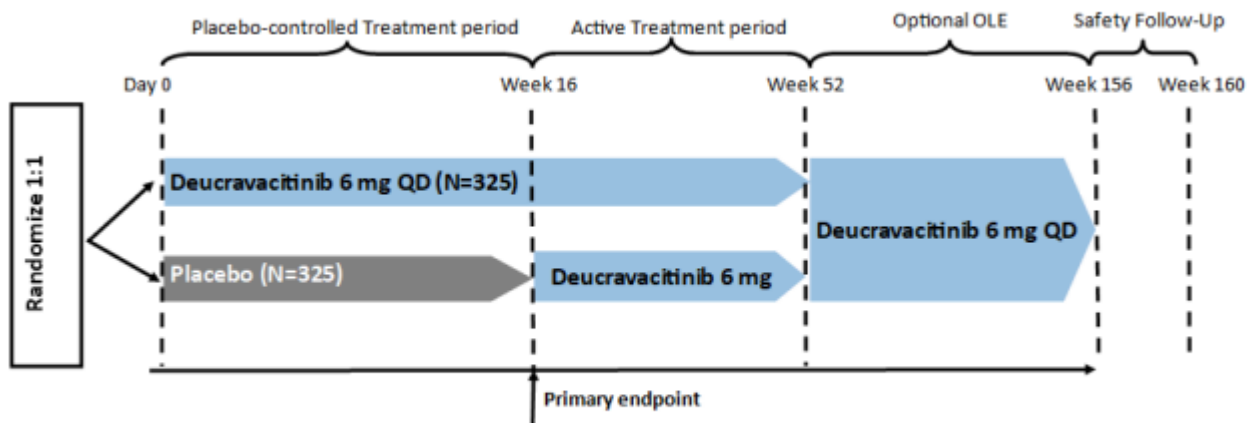 Placebo-controlled Treatment period
Active Treatment period
Optional OLE
Safety Follow-Up
Day 0
Week 16
Week 52
Week 156
Week 160
Randomize 1:1
Deucravacitinib 6 mg QD (N=325)
Deucravacitinib 6 mg QD
Placebo (N=325)
Deucravacitinib 6 mg
Primary endpoint